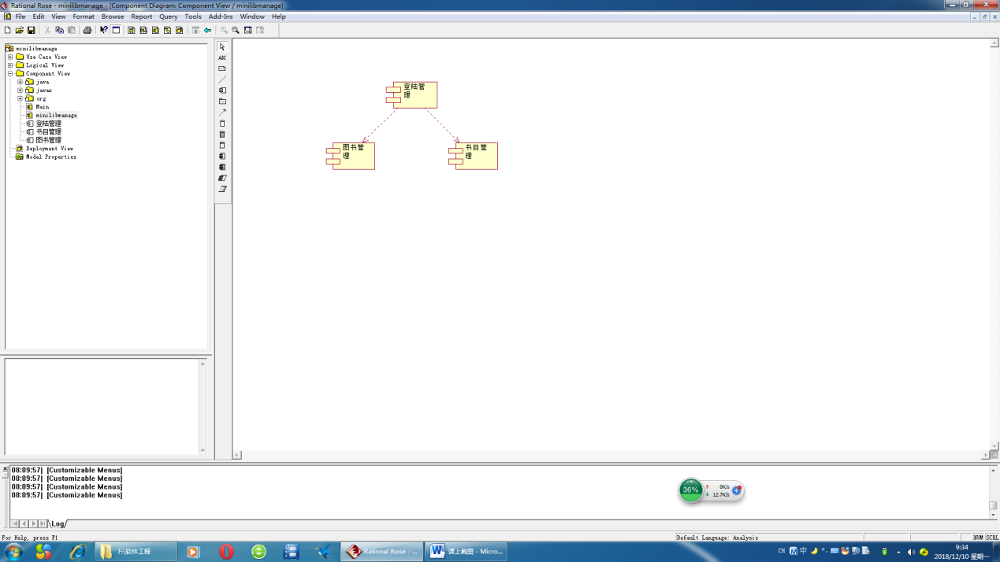 Rational Rose - minilibmanage - [Component Diagram: Component View / minilibmanage]
File Edit View Format Browse Report Query Tools Add-Ins Window Help
minilibmanage
Use Case View
Logical View
Component View
java
javax
org
Main
minilibmanage
登陆管理
书目管理
图书管理
Deployment View
Model Properties
ABC
登陆管
理
图书管
理
书目管
理
08:09:57| [Customizable Menus]
08:09:57| [Customizable Menus]
08:09:57| [Customizable Menus]
08:09:57| [Customizable Menus]
36%
0K/s
12.7K/s
Log
For Help, press F1
Default Language: Analysis
NUM SCRL
F:\软件工程
Rational Rose - ...
课上截图 - Micro...
CH
中
9:34
2018/12/10 星期一